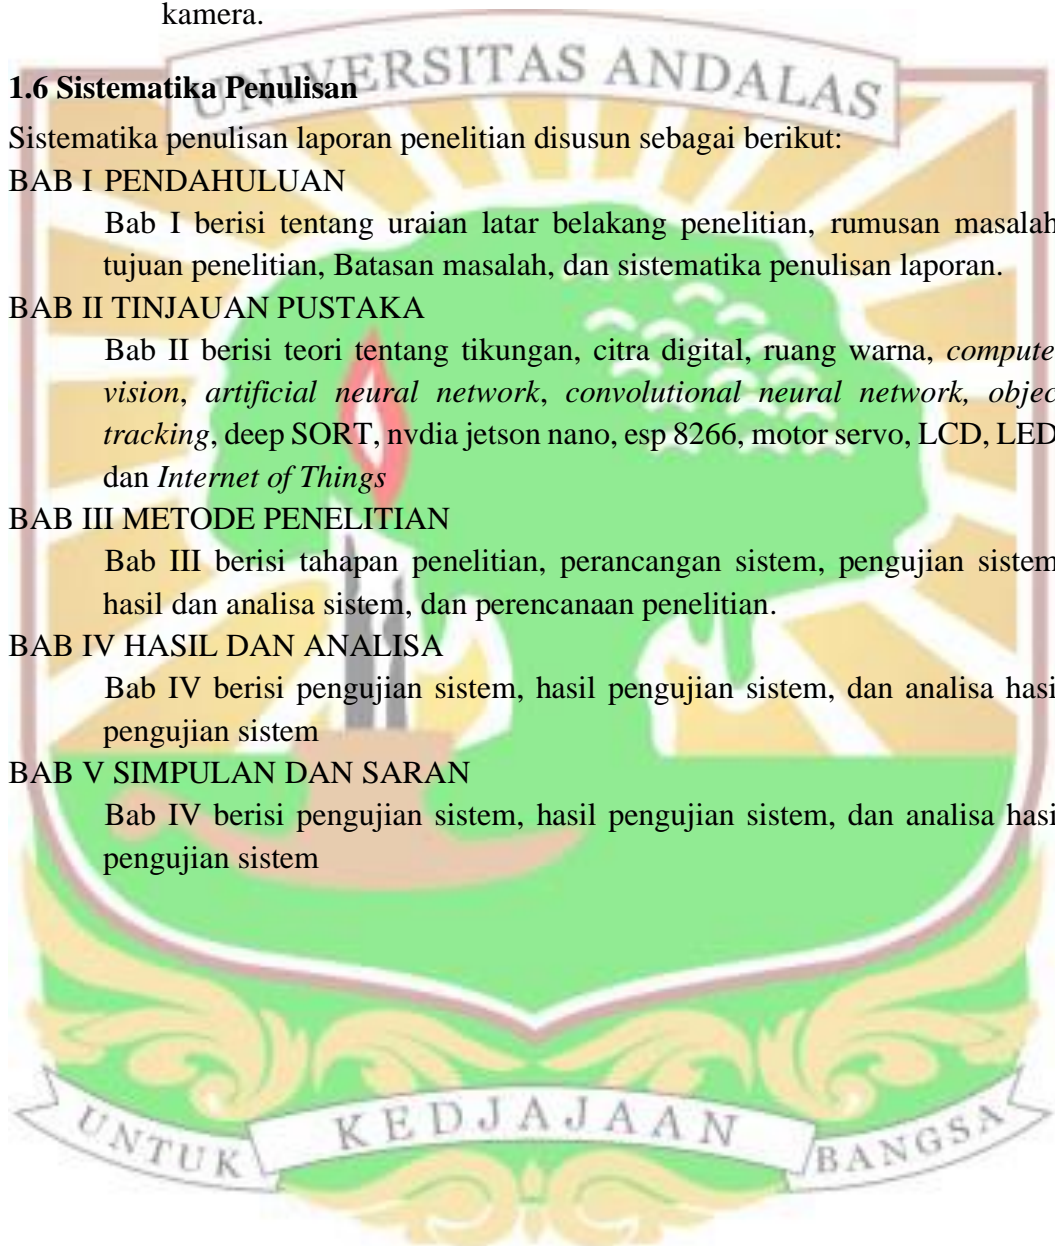 kamera.
UNIVERSITAS ANDALAS
1.6 Sistematika Penulisan
Sistematika penulisan laporan penelitian disusun sebagai berikut:
BAB I PENDAHULUAN
Bab I berisi tentang uraian latar belakang penelitian, rumusan masalah
tujuan penelitian, Batasan masalah, dan sistematika penulisan laporan.
BAB II TINJAUAN PUSTAKA
Bab II berisi teori tentang tikungan, citra digital, ruang warna, compute
vision, artificial neural network, convolutional neural network, objec
tracking, deep SORT, nvdia jetson nano, esp 8266, motor servo, LCD, LED
dan Internet of Things
BAB III METODE PENELITIAN
Bab III berisi tahapan penelitian, perancangan sistem, pengujian sistem
hasil dan analisa sistem, dan perencanaan penelitian.
BAB IV HASIL DAN ANALISA
Bab IV berisi pengujian sistem, hasil pengujian sistem, dan analisa hasi
pengujian sistem
BAB V SIMPULAN DAN SARAN
Bab IV berisi pengujian sistem, hasil pengujian sistem, dan analisa hasi
pengujian sistem
UNTUK KEDJAJAAN BANGSA